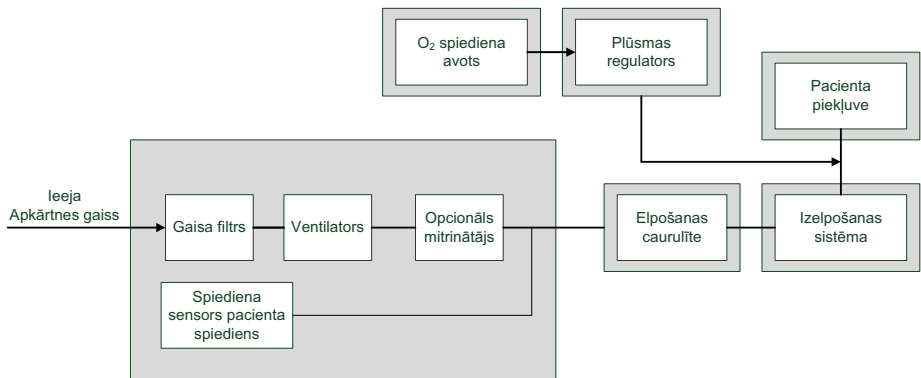 O₂ spiediena
avots
Plūsmas
regulators
Pacienta
piekļuve
Ieeja
Apkārtnes gaiss
Gaisa filtrs
Ventilators
Opcionāls
mitrinātājs
Elpošanas
caurulīte
Izelpošanas
sistēma
Spiediena
sensors pacienta
spiediens